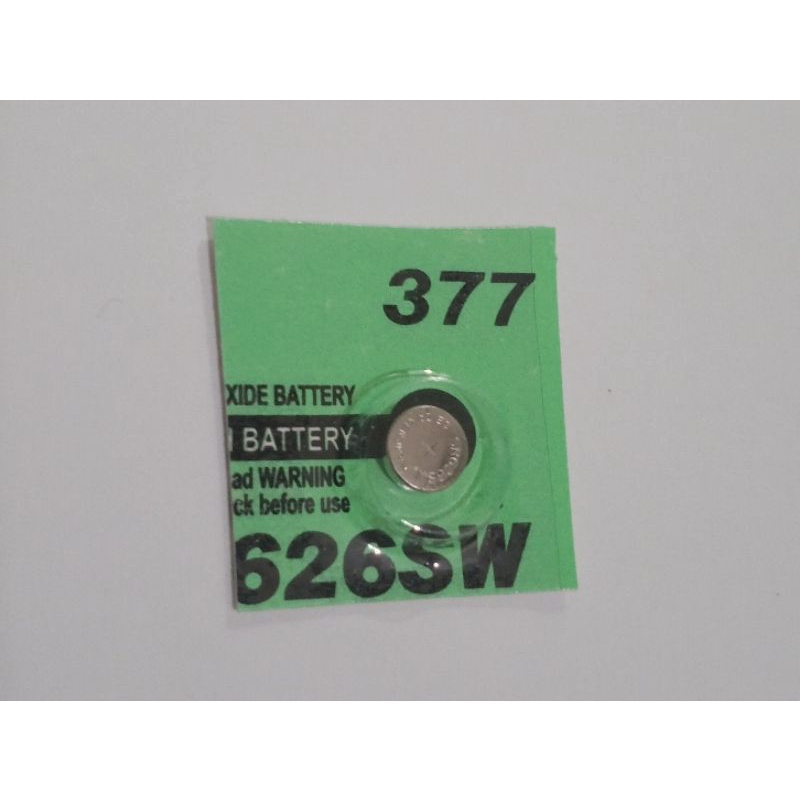 377
XIDE BATTERY
BATTERY
ad WARNING
ck before use
626SW